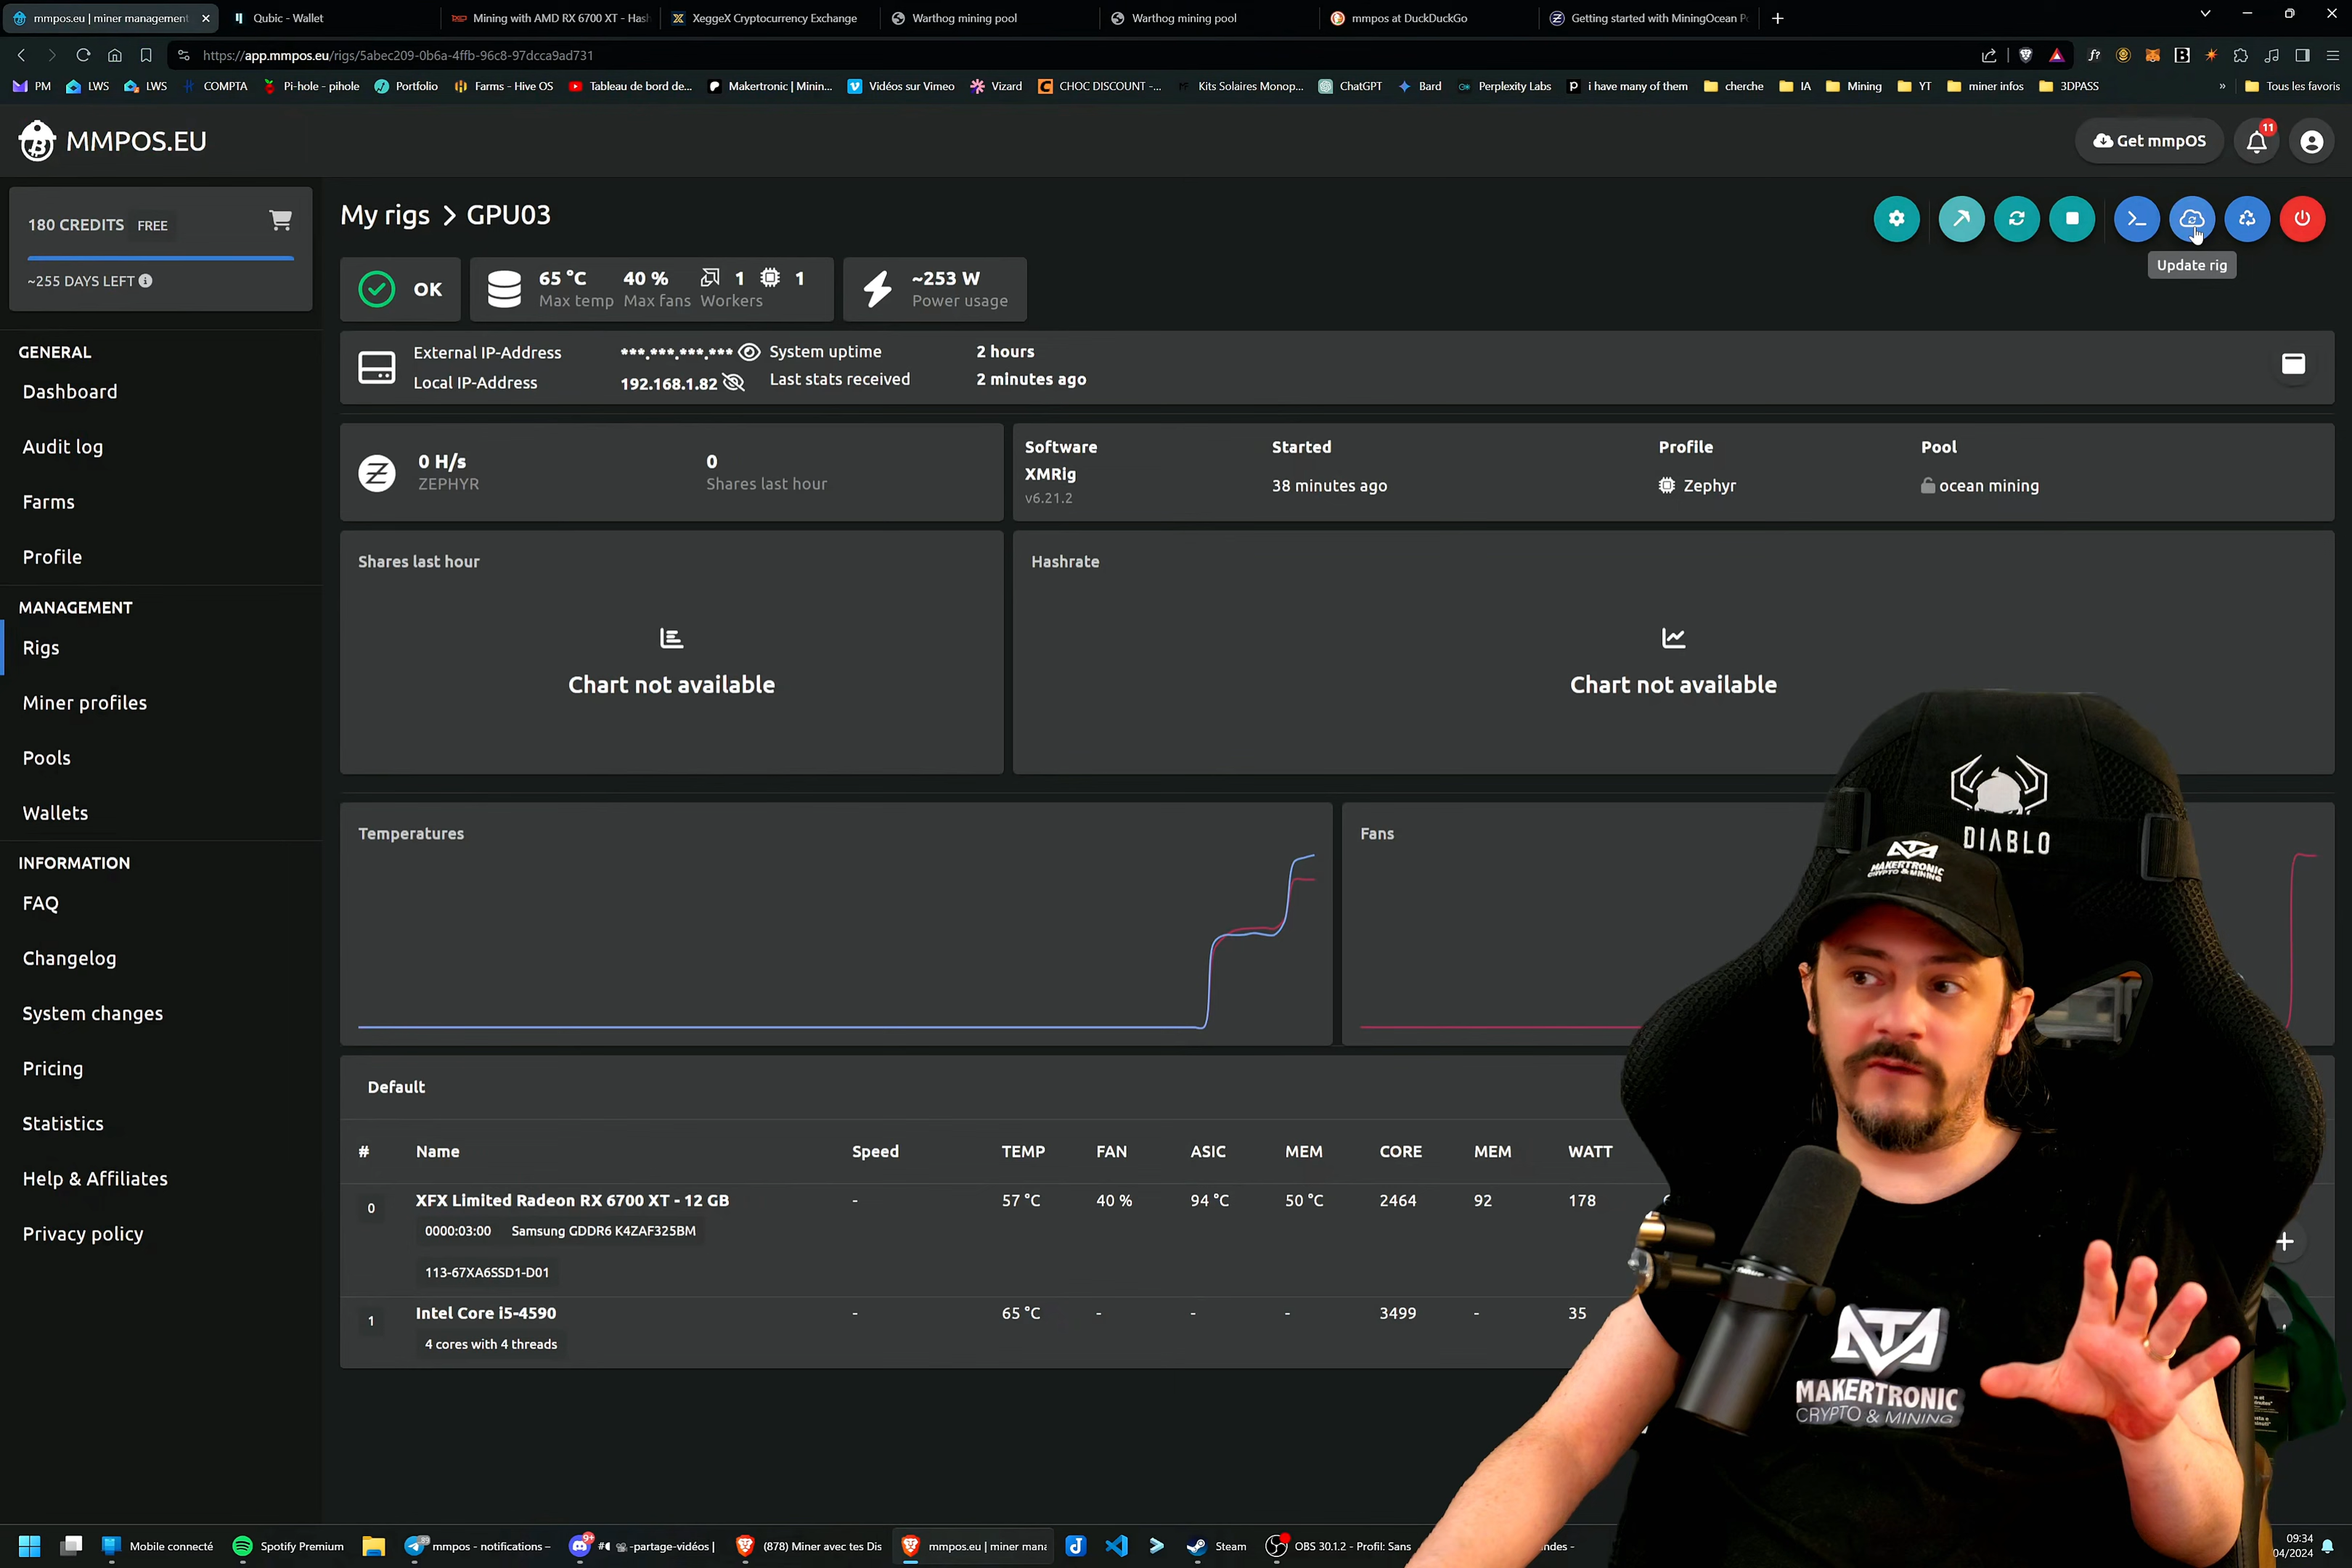 mmpos.eu | miner management
Qubic - Wallet
Mining with AMD RX 6700 XT - Hash
XeggeX Cryptocurrency Exchange
Warthog mining pool
Warthog mining pool
mmpos at DuckDuckGo
Getting started with MiningOcean P
https://app.mmpos.eu/rigs/5abec209-0b6a-4ffb-96c8-97dcca9ad731
PM
LWS
LWS
COMPTA
Pi-hole - pihole
Portfolio
Farms - Hive OS
Tableau de bord de...
Makertronic | Minin...
Vidéos sur Vimeo
Vizard
CHOC DISCOUNT -...
Kits Solaires Monop...
ChatGPT
Bard
Perplexity Labs
i have many of them
cherche
IA
Mining
YT
miner infos
3DPASS
»
Tous les favoris
MMPOS.EU
Get mmpOS
11
180 CREDITS FREE
~255 DAYS LEFT
My rigs > GPU03
Update rig
OK
65 °C 40 % 1 1
Max temp Max fans Workers
~253 W
Power usage
External IP-Address ***.***.***.*** System uptime 2 hours
Local IP-Address 192.168.1.82 Last stats received 2 minutes ago
GENERAL
Dashboard
Audit log
Farms
Profile
MANAGEMENT
Rigs
Miner profiles
Pools
Wallets
INFORMATION
FAQ
Changelog
System changes
Pricing
Statistics
Help & Affiliates
Privacy policy
0 H/s
ZEPHYR
0
Shares last hour
Software Started Profile Pool
XMRig
v6.21.2
38 minutes ago Zephyr ocean mining
Shares last hour
Chart not available
Hashrate
Chart not available
Temperatures
Fans
Default
# Name Speed TEMP FAN ASIC MEM CORE MEM WATT
0 XFX Limited Radeon RX 6700 XT - 12 GB - 57 °C 40 % 94 °C 50 °C 2464 92 178
0000:03:00 Samsung GDDR6 K4ZAF325BM
113-67XA6SSD1-D01
1 Intel Core i5-4590 - 65 °C - - - 3499 - 35
4 cores with 4 threads
DIABLO
MAKERTRONIC
CRYPTO & MINING
MAKERTRONIC
CRYPTO & MINING
Mobile connecté
Spotify Premium
mmpos - notifications –
9+
-partage-vidéos |
(878) Miner avec tes Dis
mmpos.eu | miner mana
Steam
OBS 30.1.2 - Profil: Sans
ndes -
09:34
04/2024